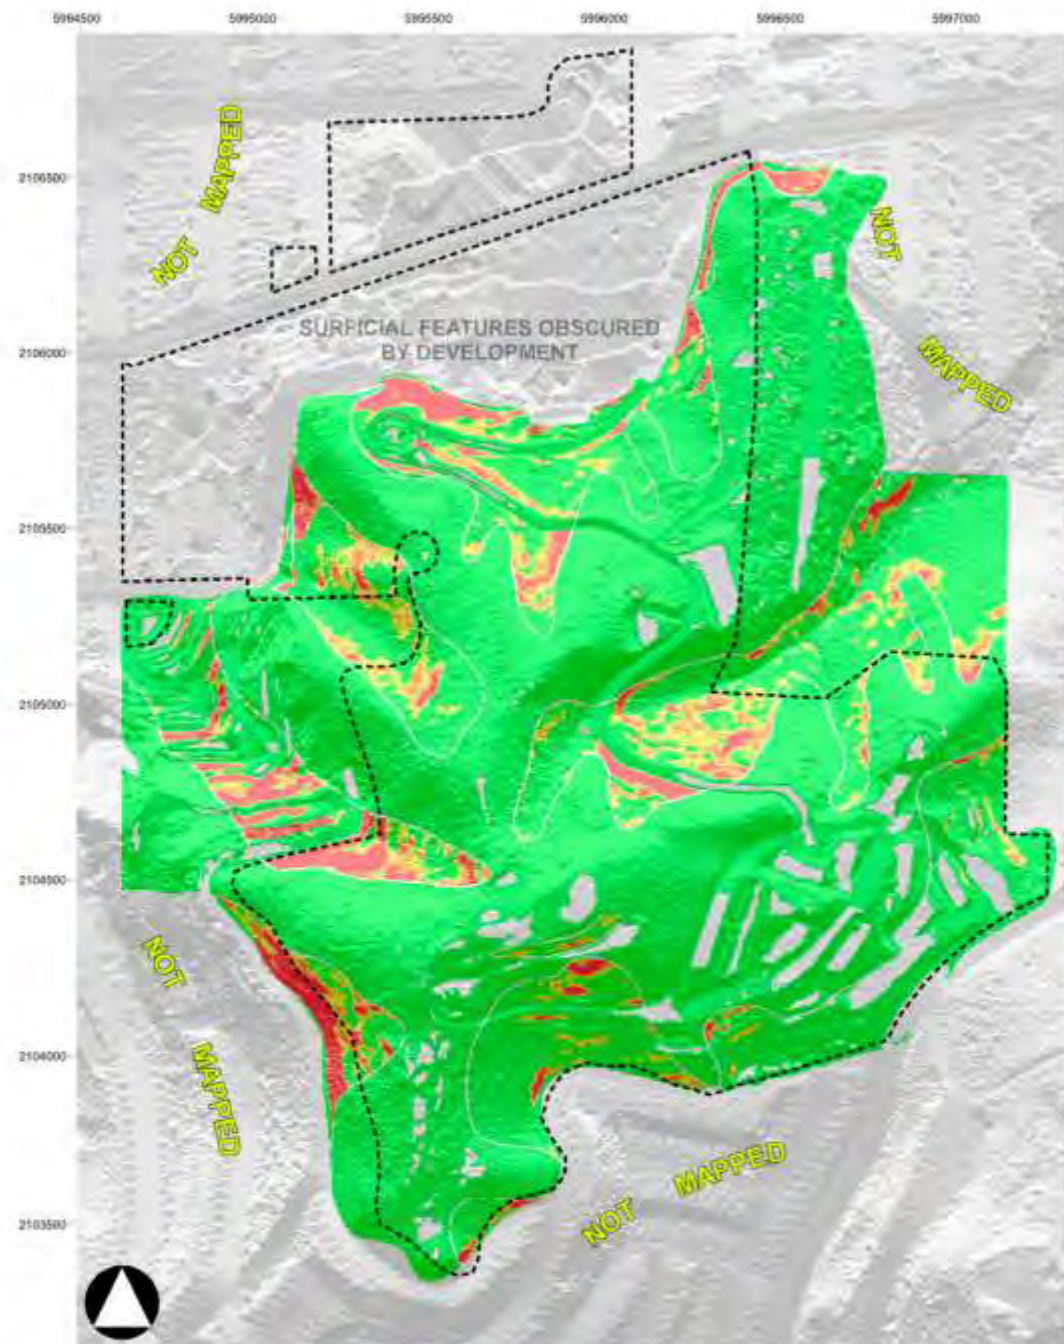 5994500 5995000 5995500 5996000 5996500 5997000
NOT MAPPED
2106500
NOT
MAPPED
SURFICIAL FEATURES OBSCURED
BY DEVELOPMENT
2106000
2105500
2105000
2104500
NOT
MAPPED
2104000
NOT MAPPED
2103500